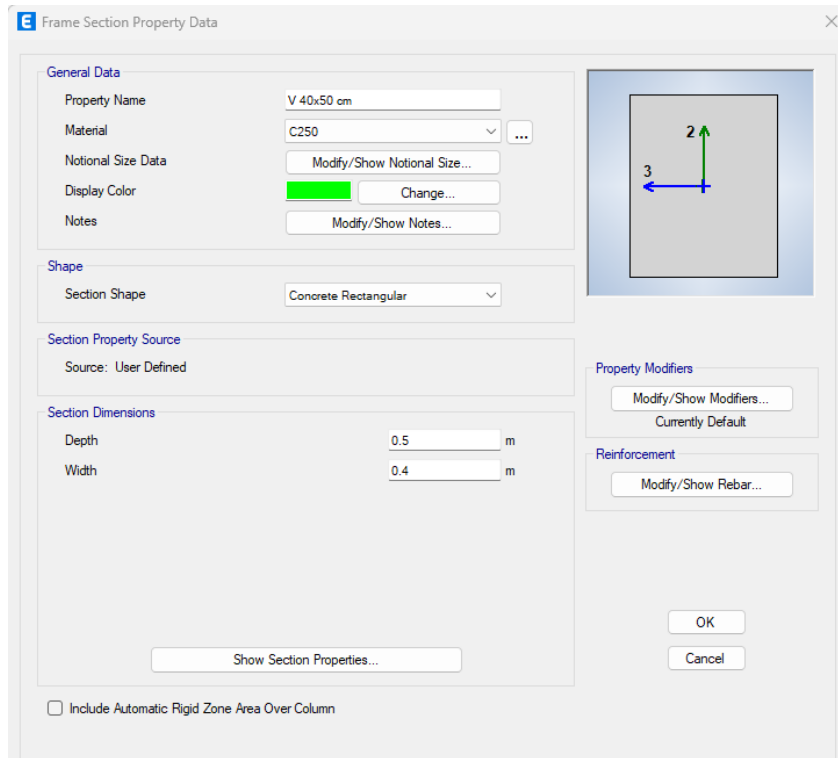 E Frame Section Property Data
General Data
Property Name V 40x50 cm
Material C250 ...
Notional Size Data Modify/Show Notional Size...
Display Color Change...
Notes Modify/Show Notes...
Shape
Section Shape Concrete Rectangular
Section Property Source
Source: User Defined
Section Dimensions
Depth 0.5 m
Width 0.4 m
Show Section Properties...
Include Automatic Rigid Zone Area Over Column
2
3
Property Modifiers
Modify/Show Modifiers...
Currently Default
Reinforcement
Modify/Show Rebar...
OK
Cancel